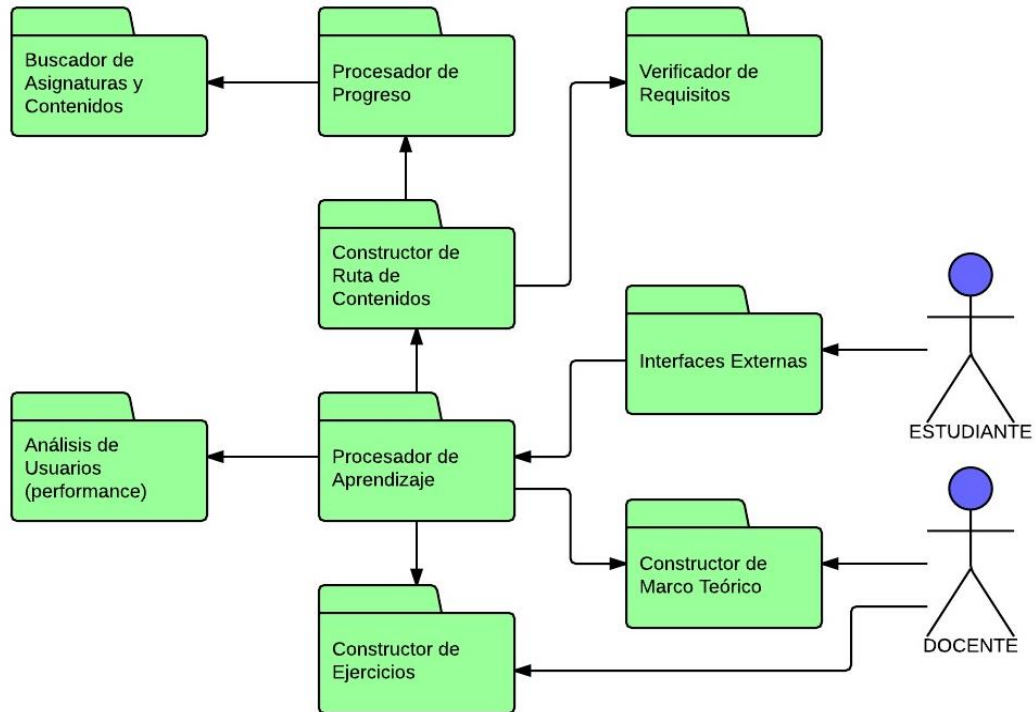 Buscador de
Asignaturas y
Contenidos
Procesador de
Progreso
Verificador de
Requisitos
Constructor de
Ruta de
Contenidos
Interfaces Externas
ESTUDIANTE
Análisis de
Usuarios
(performance)
Procesador de
Aprendizaje
Constructor de
Marco Teórico
DOCENTE
Constructor de
Ejercicios